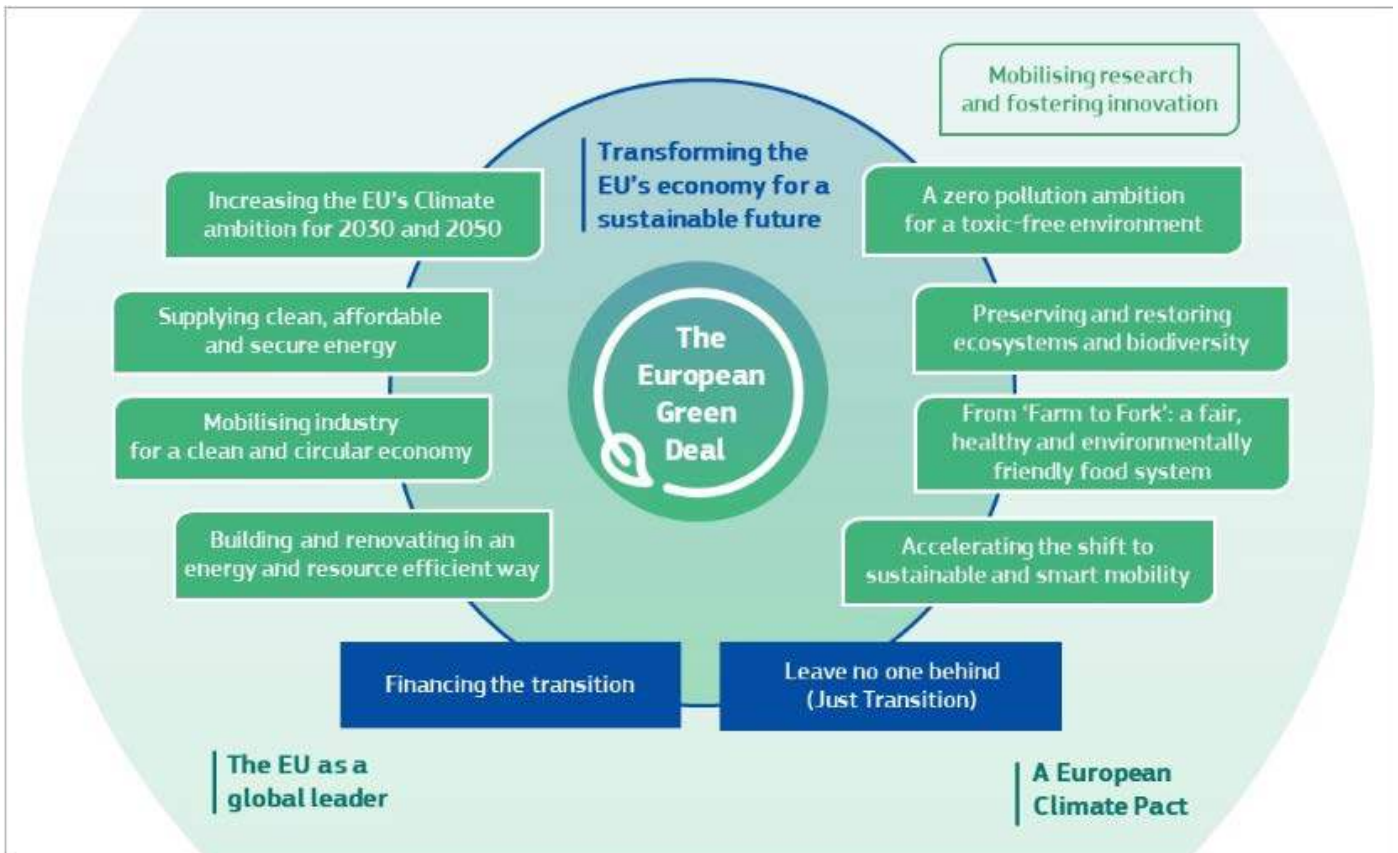 Mobilising research
and fostering innovation
Transforming the
EU's economy for a
sustainable future
Increasing the EU's Climate
ambition for 2030 and 2050
A zero pollution ambition
for a toxic-free environment
Supplying clean, affordable
and secure energy
Preserving and restoring
ecosystems and biodiversity
The
European
Green
Deal
Mobilising industry
for a clean and circular economy
From ‘Farm to Fork’: a fair,
healthy and environmentally
friendly food system
Building and renovating in an
energy and resource efficient way
Accelerating the shift to
sustainable and smart mobility
Financing the transition
Leave no one behind
(Just Transition)
The EU as a
global leader
A European
Climate Pact